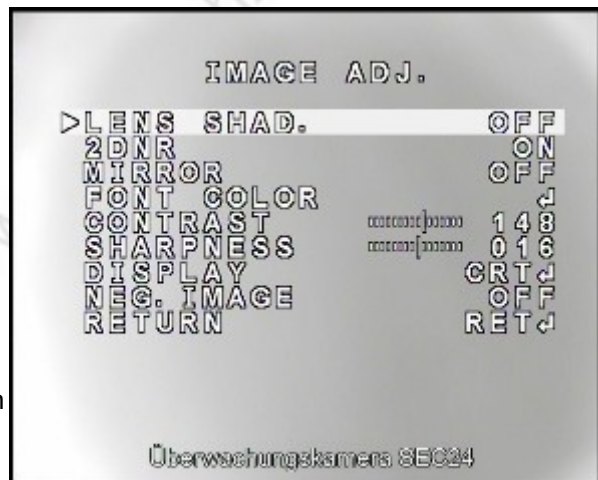 IMAGE ADJ.
▷LENS SHAD. OFF
2DNR ON
MIRROR OFF
FONT COLOR ↲
CONTRAST 148
SHARPNESS 016
DISPLAY CRT↲
NEG. IMAGE OFF
RETURN RET↲
Überwachungskamera SEC24